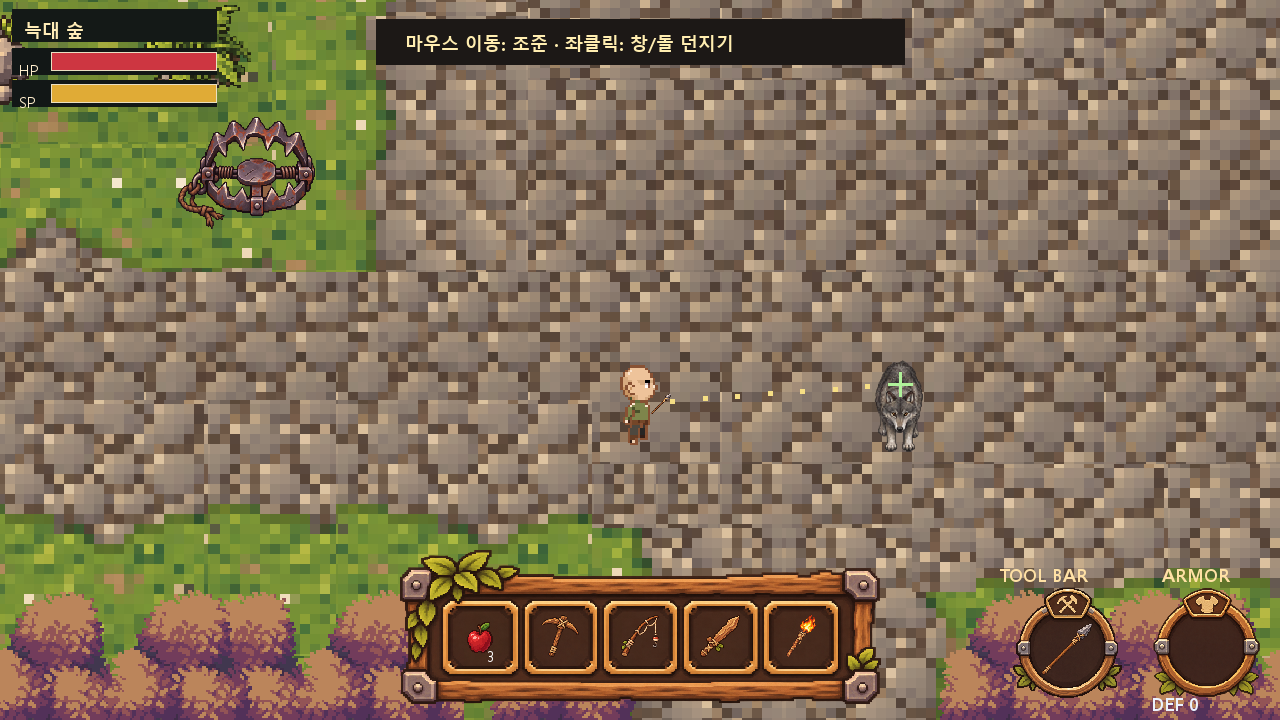 늑대 숲
마우스 이동: 조준 · 좌클릭: 창/돌 던지기
HP
SP
TOOL BAR
ARMOR
3
DEF 0